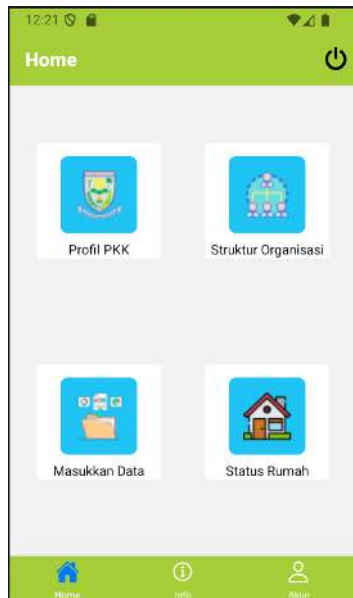 12:21
Home
Profil PKK
Struktur Organisasi
Masukkan Data
Status Rumah
Home
Info
Akun